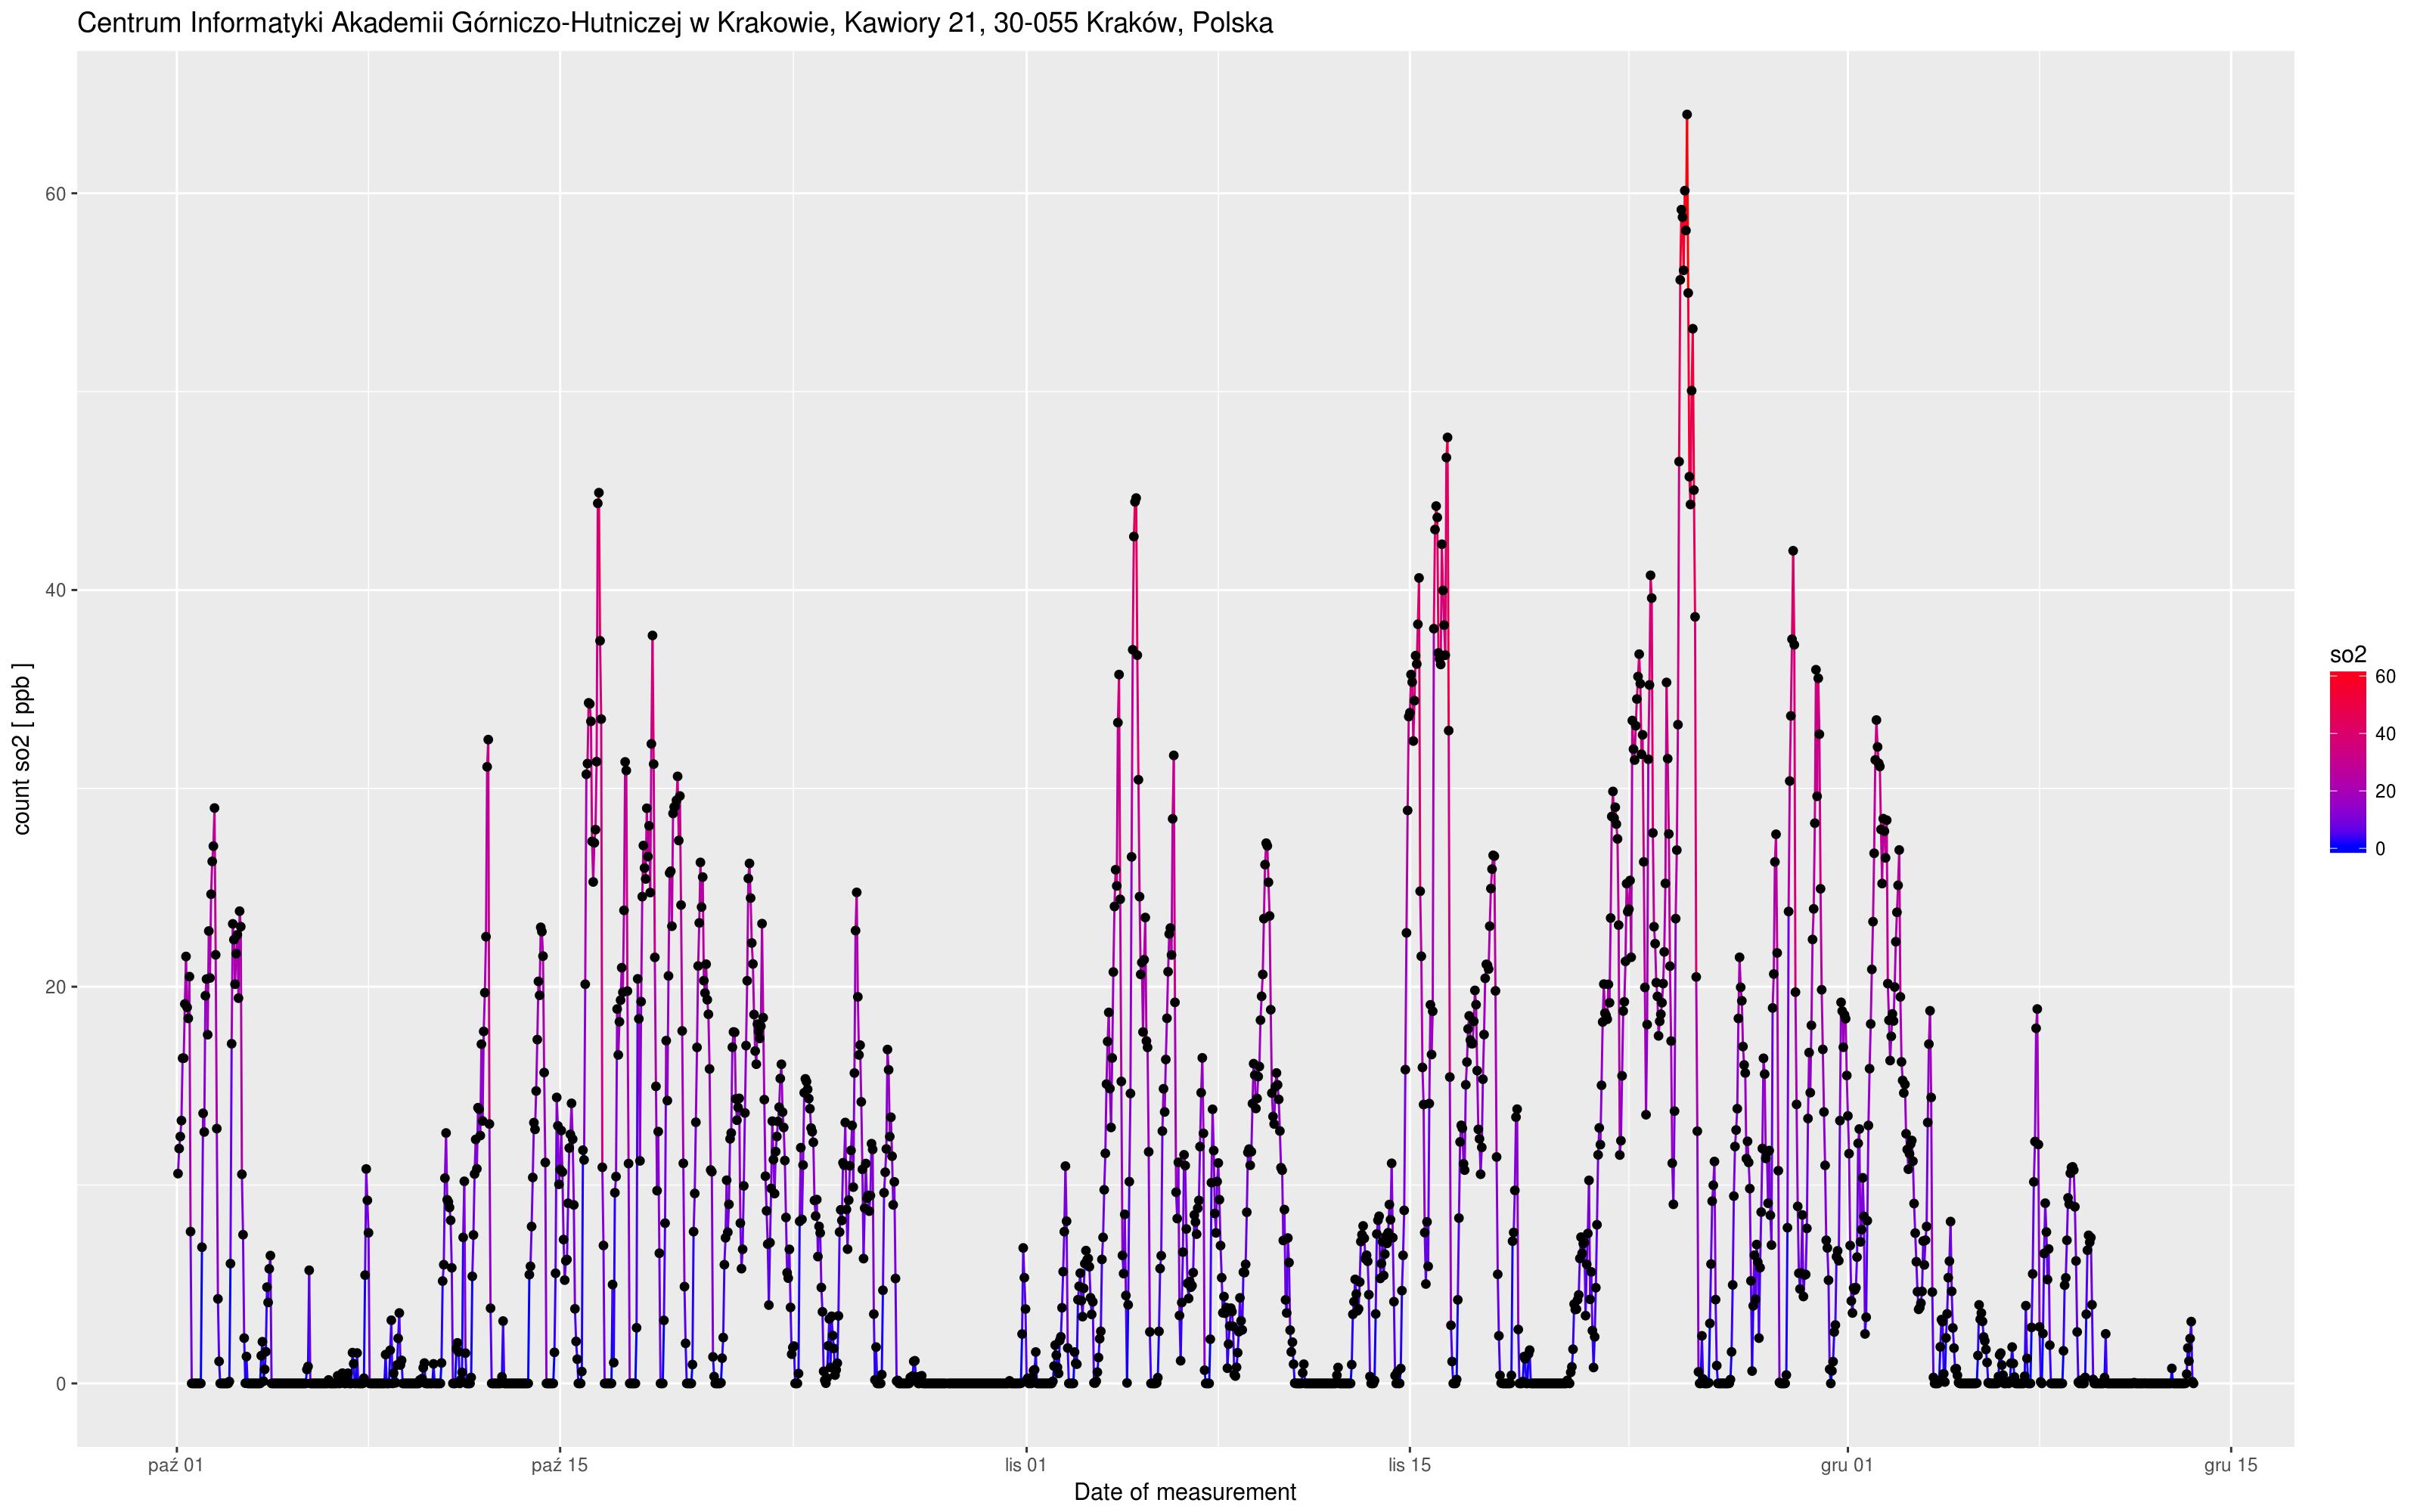 Centrum Informatyki Akademii Górniczo-Hutniczej w Krakowie, Kawiory 21, 30-055 Kraków, Polska
60
40
20
0
count so2 [ ppb ]
paź 01
paź 15
lis 01
lis 15
gru 01
gru 15
Date of measurement
so2
60
40
20
0